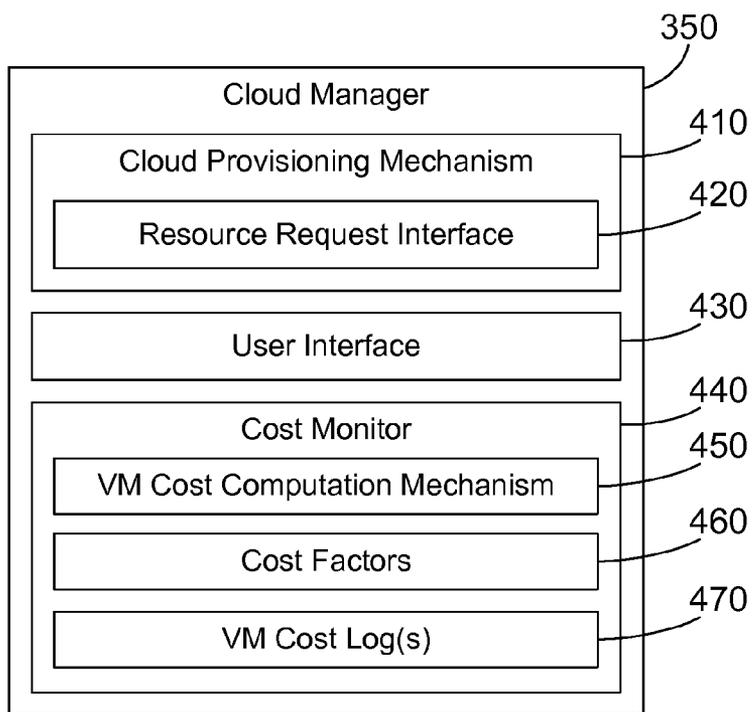 350
Cloud Manager
410
Cloud Provisioning Mechanism
420
Resource Request Interface
430
User Interface
440
Cost Monitor
450
VM Cost Computation Mechanism
460
Cost Factors
470
VM Cost Log(s)